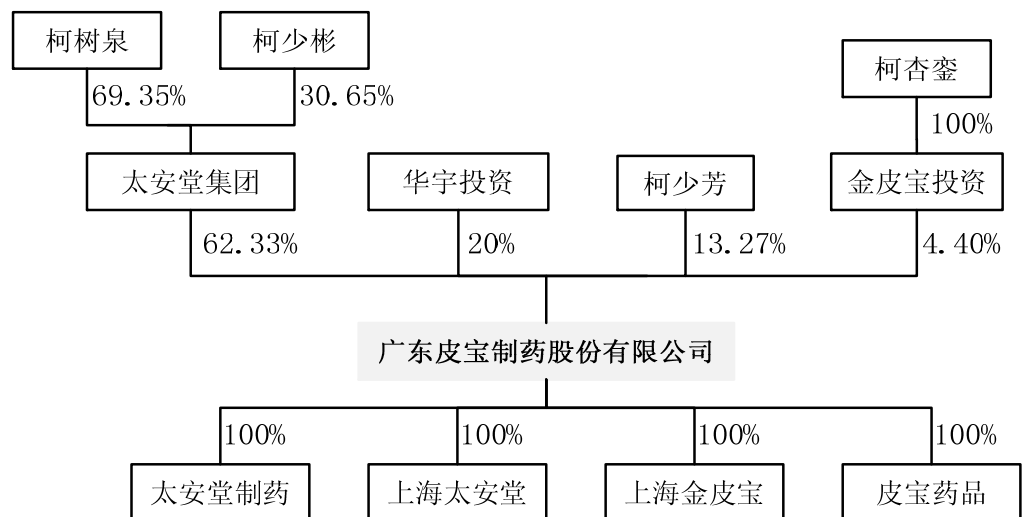 柯树泉
柯少彬
柯杏銮
69.35%
30.65%
100%
太安堂集团
华宇投资
柯少芳
金皮宝投资
62.33%
20%
13.27%
4.40%
广东皮宝制药股份有限公司
100%
100%
100%
100%
太安堂制药
上海太安堂
上海金皮宝
皮宝药品